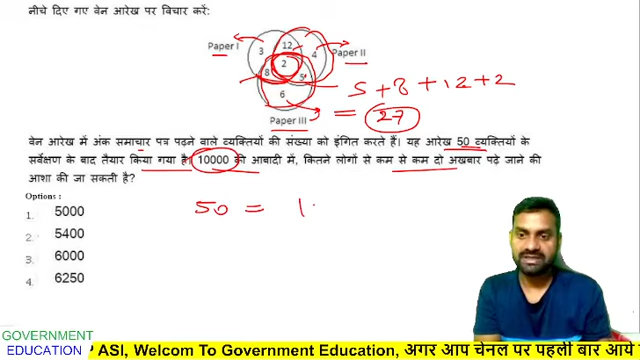 नीचे दिए गए वेन आरेख पर विचार करें:
Paper I
3
12
4
Paper II
2
8
5
6
Paper III
5 + 8 + 12 + 2
= 27
वेन आरेख में अंक समाचार पत्र पढ़ने वाले व्यक्तियों की संख्या को इंगित करते हैं। यह आरेख 50 व्यक्तियों के
सर्वेक्षण के बाद तैयार किया गया है 10000 की आबादी में, कितने लोगों से कम से कम दो अखबार पढ़े जाने की
आशा की जा सकती है?
Options :
1. 5000
2. 5400
3. 6000
4. 6250
50 = 1
GOVERNMENT
EDUCATION
ASI, Welcom To Government Education, अगर आप चेनल पर पहली बार आये